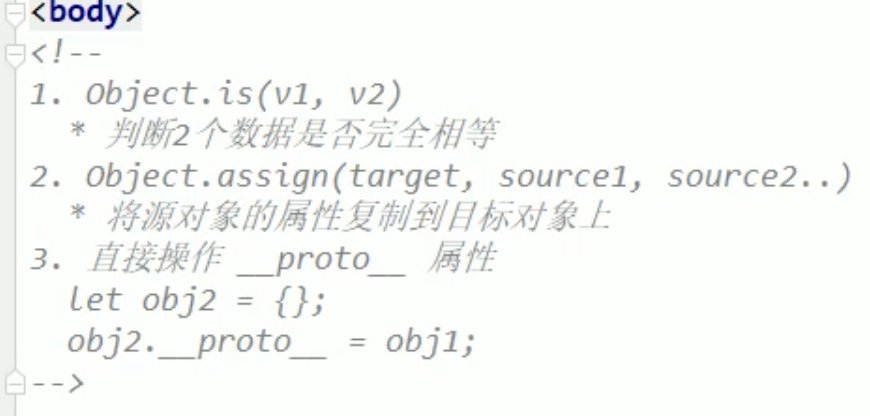 <body>
<!--
1. Object.is(v1, v2)
* 判断2个数据是否完全相等
2. Object.assign(target, source1, source2..)
* 将源对象的属性复制到目标对象上
3. 直接操作 __proto__ 属性
let obj2 = {};
obj2.__proto__ = obj1;
-->